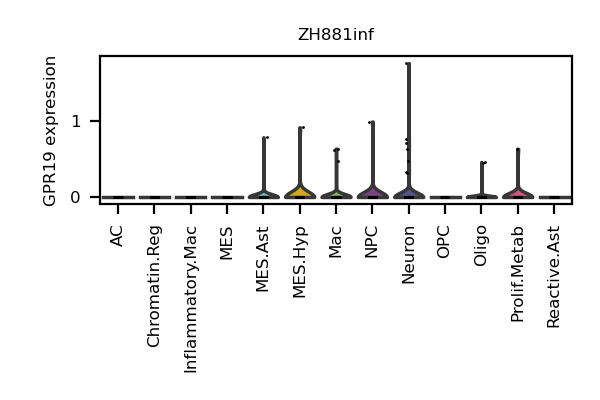 ZH881inf
GPR19 expression
1
0
AC
Chromatin.Reg
Inflammatory.Mac
MES
MES.Ast
MES.Hyp
Mac
NPC
Neuron
OPC
Oligo
Prolif.Metab
Reactive.Ast